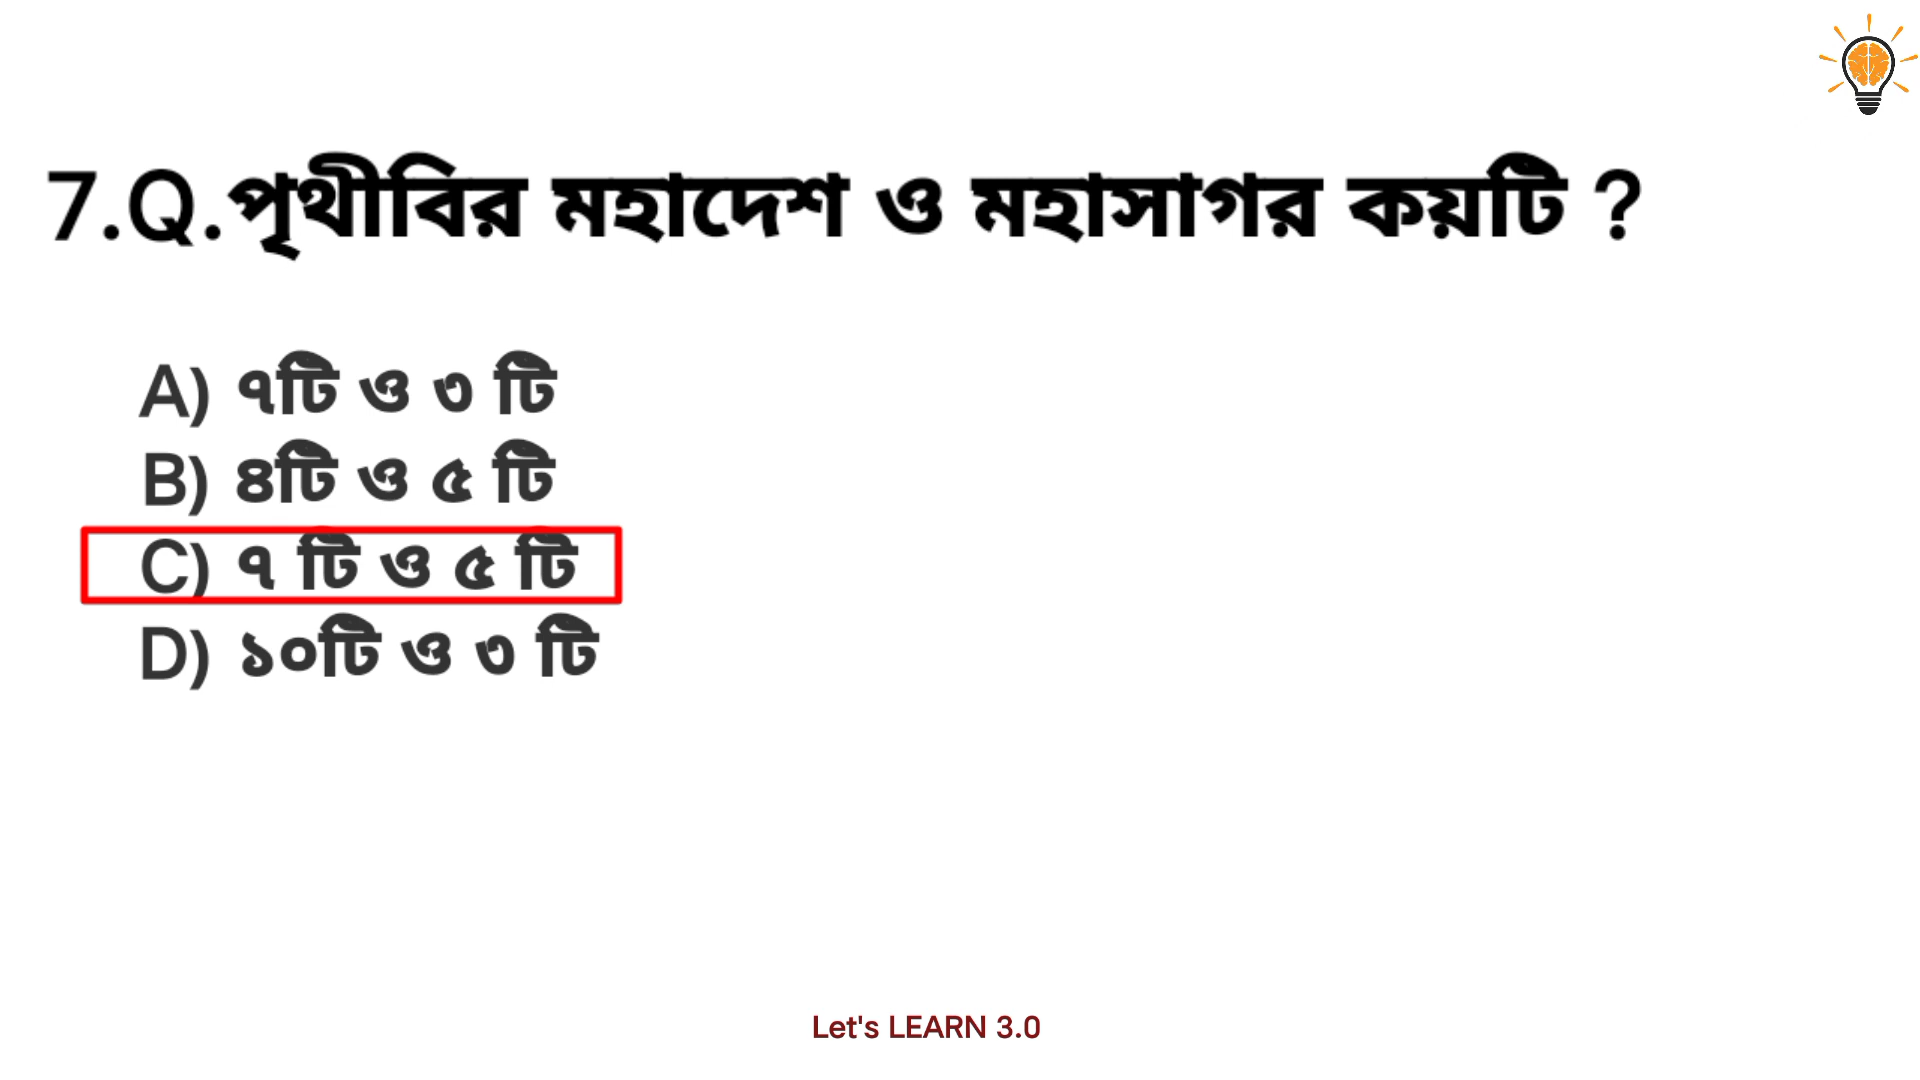 7.Q.পৃথীবির মহাদেশ ও মহাসাগর কয়টি ?
A) ৭টি ও ৩ টি
B) ৪টি ও ৫ টি
C) ৭ টি ও ৫ টি
D) ১০টি ও ৩ টি
Let's LEARN 3.0